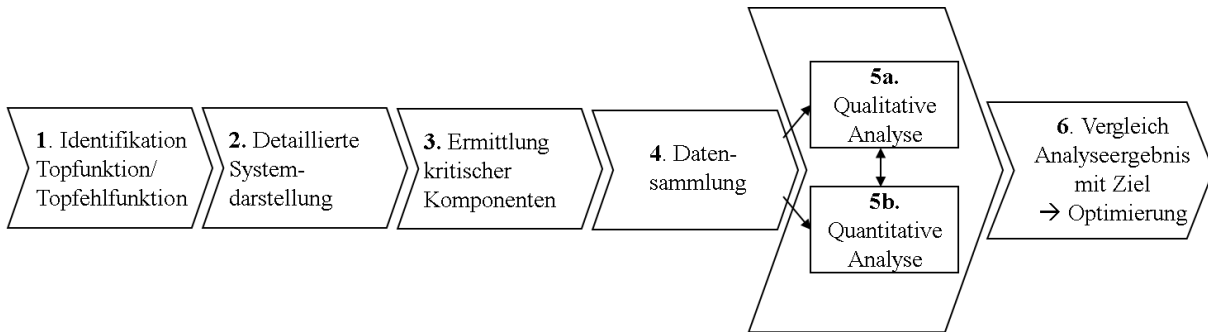 1. Identifikation
Topfunktion/
Topfehlfunktion
2. Detaillierte
System-
darstellung
3. Ermittlung
kritischer
Komponenten
4. Daten-
sammlung
5a.
Qualitative
Analyse
5b.
Quantitative
Analyse
6. Vergleich
Analyseergebnis
mit Ziel
→ Optimierung